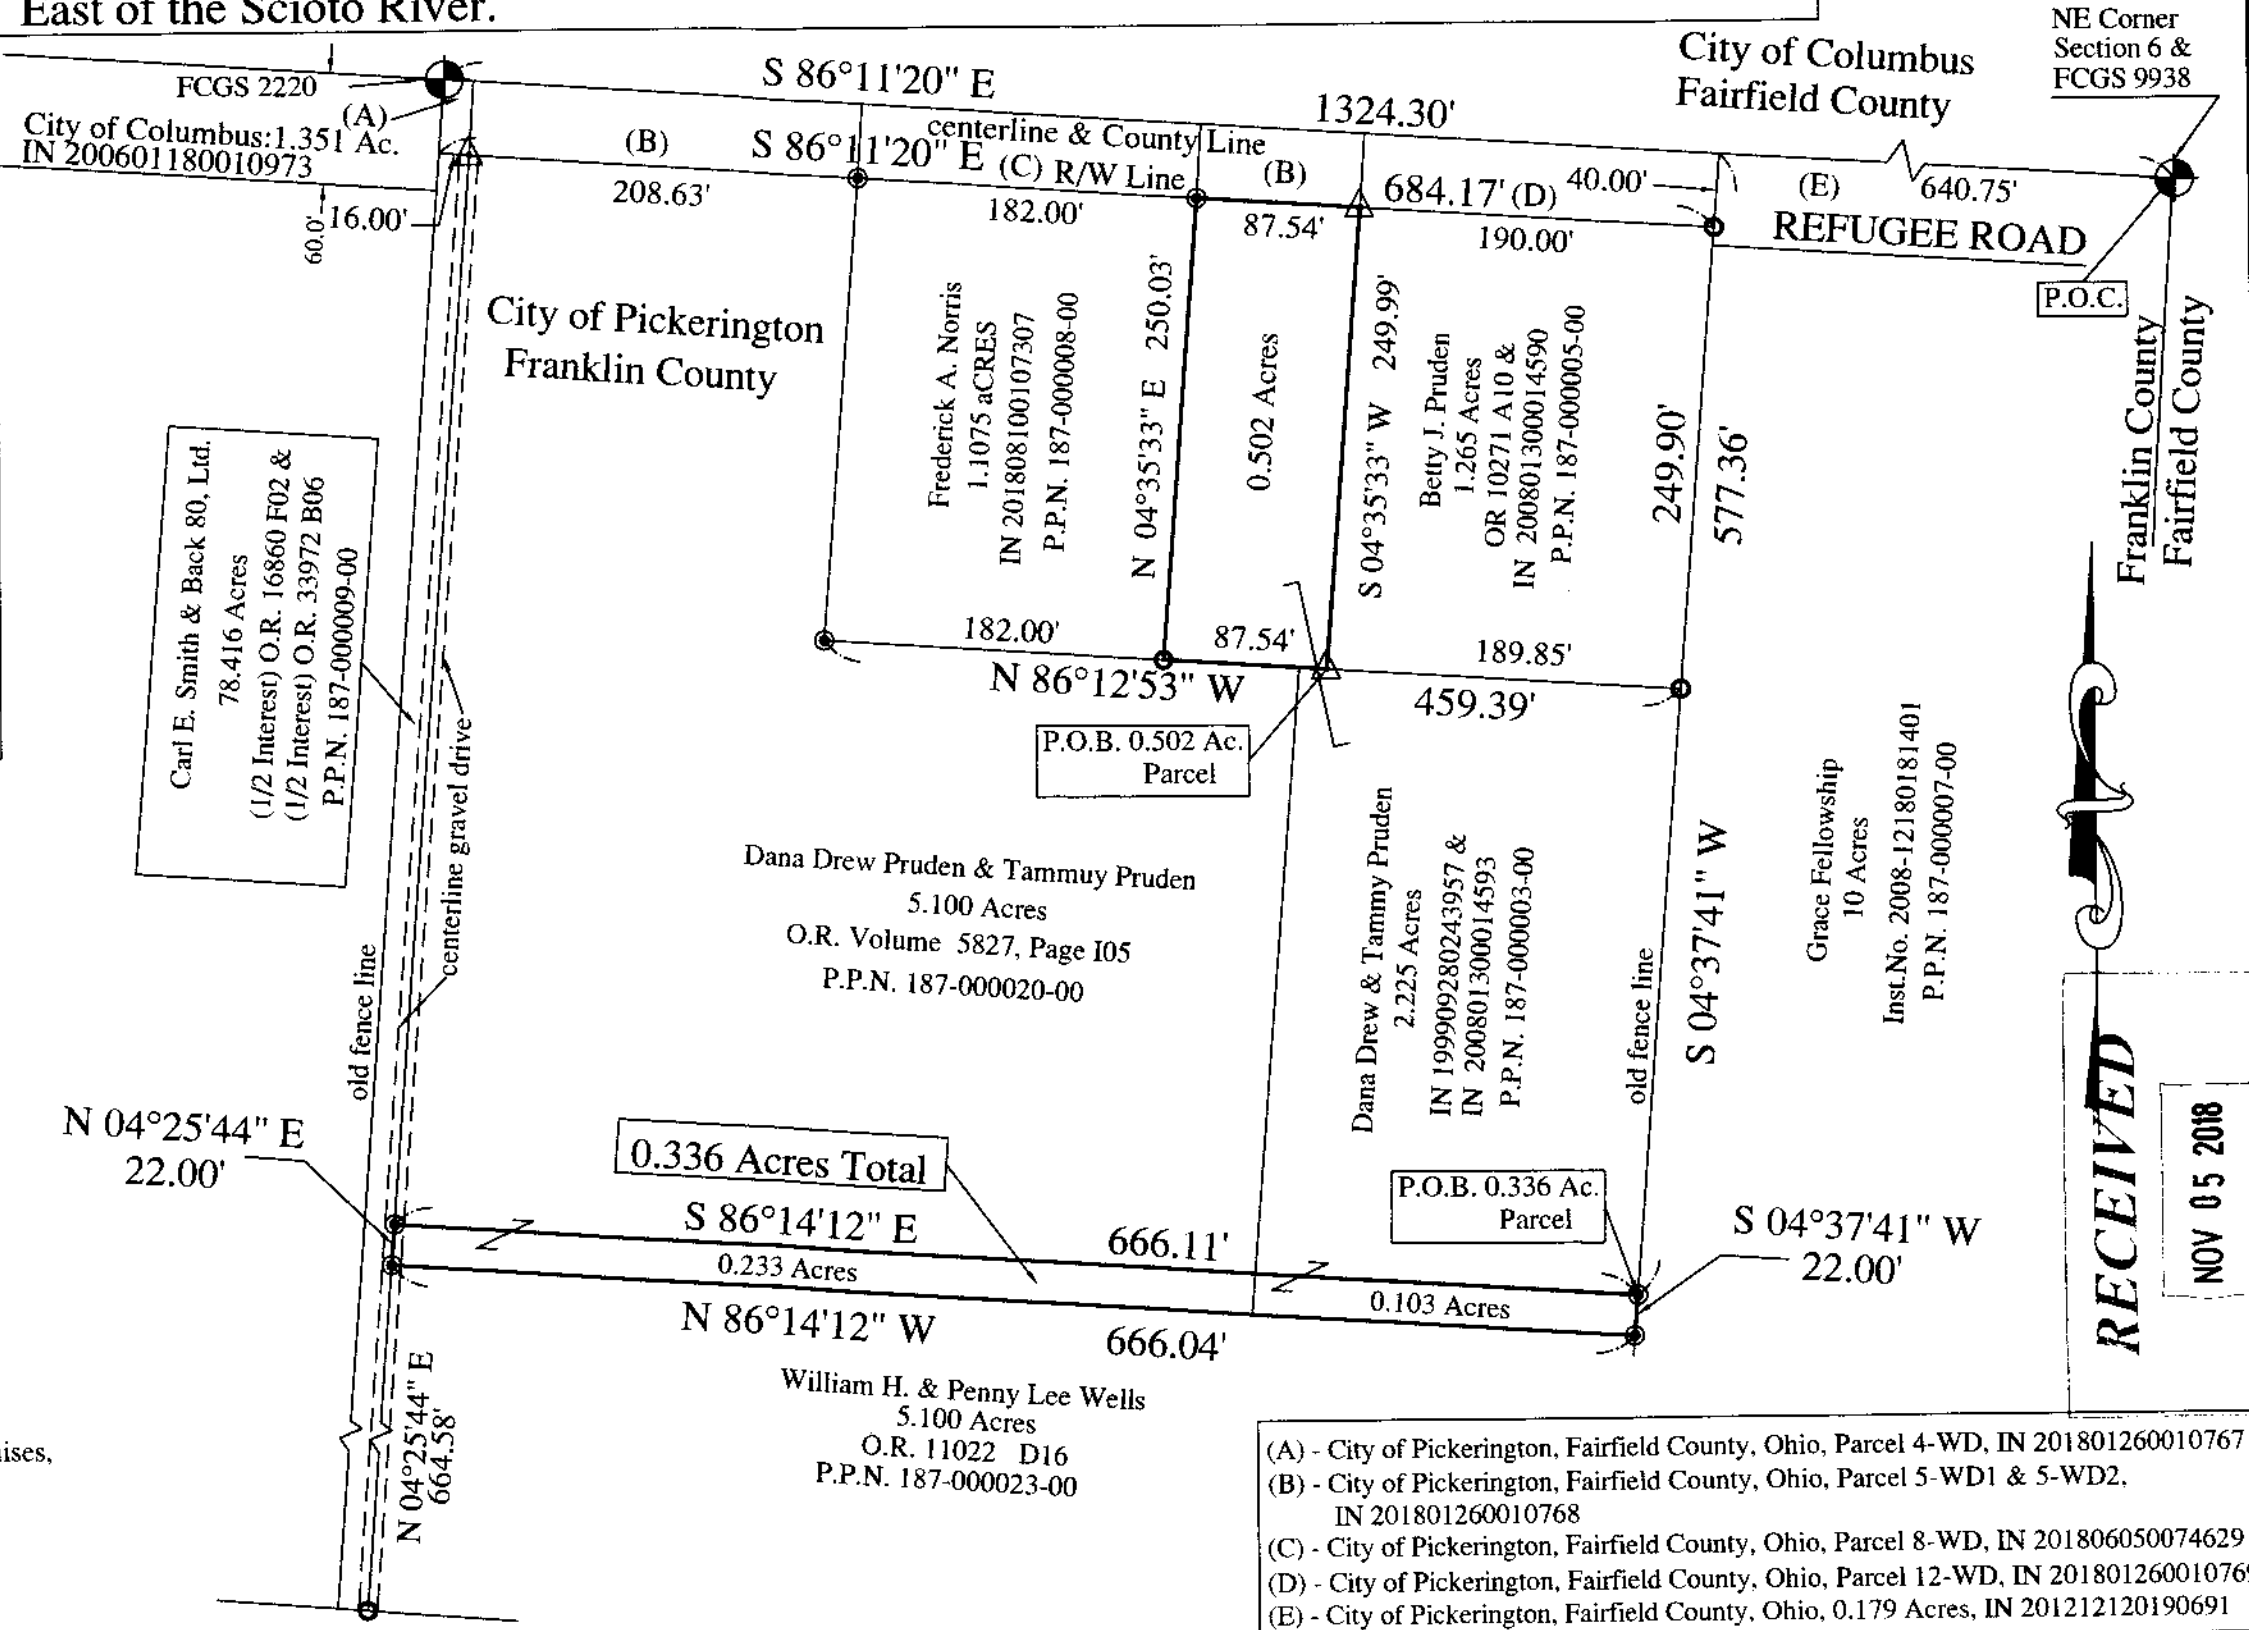 East of the Scioto River.
NE Corner
Section 6 &
FCGS 9938
City of Columbus
Fairfield County
FCGS 2220
S 86°11'20" E
1324.30'
(A)
City of Columbus:1.351 Ac.
IN 200601180010973
(B)
centerline & County Line
S 86°11'20" E
(C) R/W Line
(B)
684.17' (D)
40.00'
(E)
640.75'
60.0'
16.00'
208.63'
182.00'
87.54'
190.00'
REFUGEE ROAD
P.O.C.
Franklin County
Fairfield County
City of Pickerington
Franklin County
Frederick A. Norris
1.1075 aCRES
IN 201808100107307
P.P.N. 187-000008-00
N 04°35'33" E 250.03'
0.502 Acres
S 04°35'33" W 249.99'
Betty J. Pruden
1.265 Acres
OR 10271 A10 &
IN 200801300014590
P.P.N. 187-000005-00
249.90'
577.36'
Carl E. Smith & Back 80, Ltd.
78.416 Acres
(1/2 Interest) O.R. 16860 F02 &
(1/2 Interest) O.R. 33972 B06
P.P.N. 187-000009-00
182.00'
87.54'
189.85'
N 86°12'53" W
459.39'
P.O.B. 0.502 Ac.
Parcel
centerline gravel drive
old fence line
Dana Drew Pruden & Tammuy Pruden
5.100 Acres
O.R. Volume 5827, Page I05
P.P.N. 187-000020-00
Dana Drew & Tammy Pruden
2.225 Acres
IN 199909280243957 &
IN 200801300014593
P.P.N. 187-000003-00
old fence line
S 04°37'41" W
Grace Fellowship
10 Acres
Inst.No. 2008-12180181401
P.P.N. 187-000007-00
RECEIVED
NOV 05 2018
N 04°25'44" E
22.00'
0.336 Acres Total
P.O.B. 0.336 Ac.
Parcel
S 04°37'41" W
22.00'
S 86°14'12" E
666.11'
0.233 Acres
0.103 Acres
N 86°14'12" W
666.04'
N 04°25'44" E
664.58'
William H. & Penny Lee Wells
5.100 Acres
O.R. 11022 D16
P.P.N. 187-000023-00
ises,
(A) - City of Pickerington, Fairfield County, Ohio, Parcel 4-WD, IN 201801260010767
(B) - City of Pickerington, Fairfield County, Ohio, Parcel 5-WD1 & 5-WD2,
IN 201801260010768
(C) - City of Pickerington, Fairfield County, Ohio, Parcel 8-WD, IN 201806050074629
(D) - City of Pickerington, Fairfield County, Ohio, Parcel 12-WD, IN 20180126001076
(E) - City of Pickerington, Fairfield County, Ohio, 0.179 Acres, IN 201212120190691